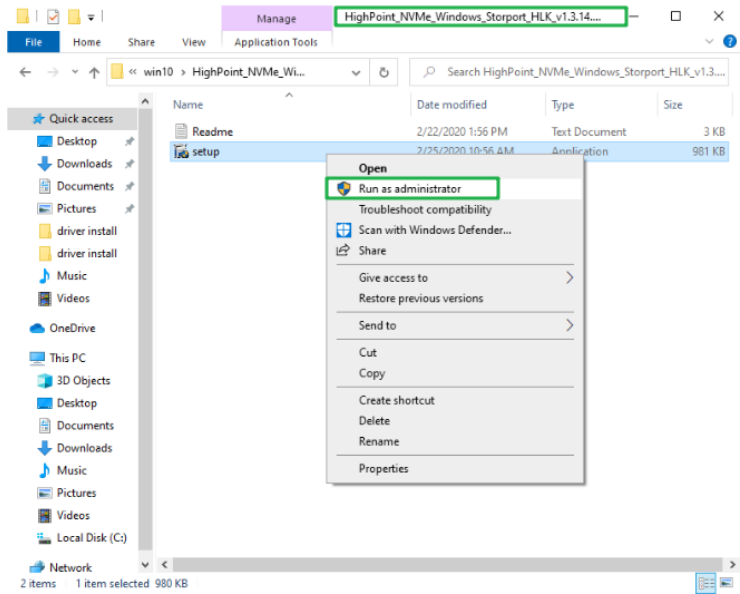 Manage
HighPoint_NVMe_Windows_Storport_HLK_v1.3.14....
File Home Share View Application Tools
« win10 › HighPoint_NVMe_Wi...
Search HighPoint_NVMe_Windows_Storport_HLK_v1.3....
Name Date modified Type Size
Quick access
Readme 2/22/2020 1:56 PM Text Document 3 KB
Desktop
setup 2/25/2020 10:56 AM Application 981 KB
Downloads
Documents
Pictures
driver install
driver install
Music
Videos
OneDrive
This PC
3D Objects
Desktop
Documents
Downloads
Music
Pictures
Videos
Local Disk (C:)
Network
Open
Run as administrator
Troubleshoot compatibility
Scan with Windows Defender...
Share
Give access to
Restore previous versions
Send to
Cut
Copy
Create shortcut
Delete
Rename
Properties
2 items 1 item selected 980 KB